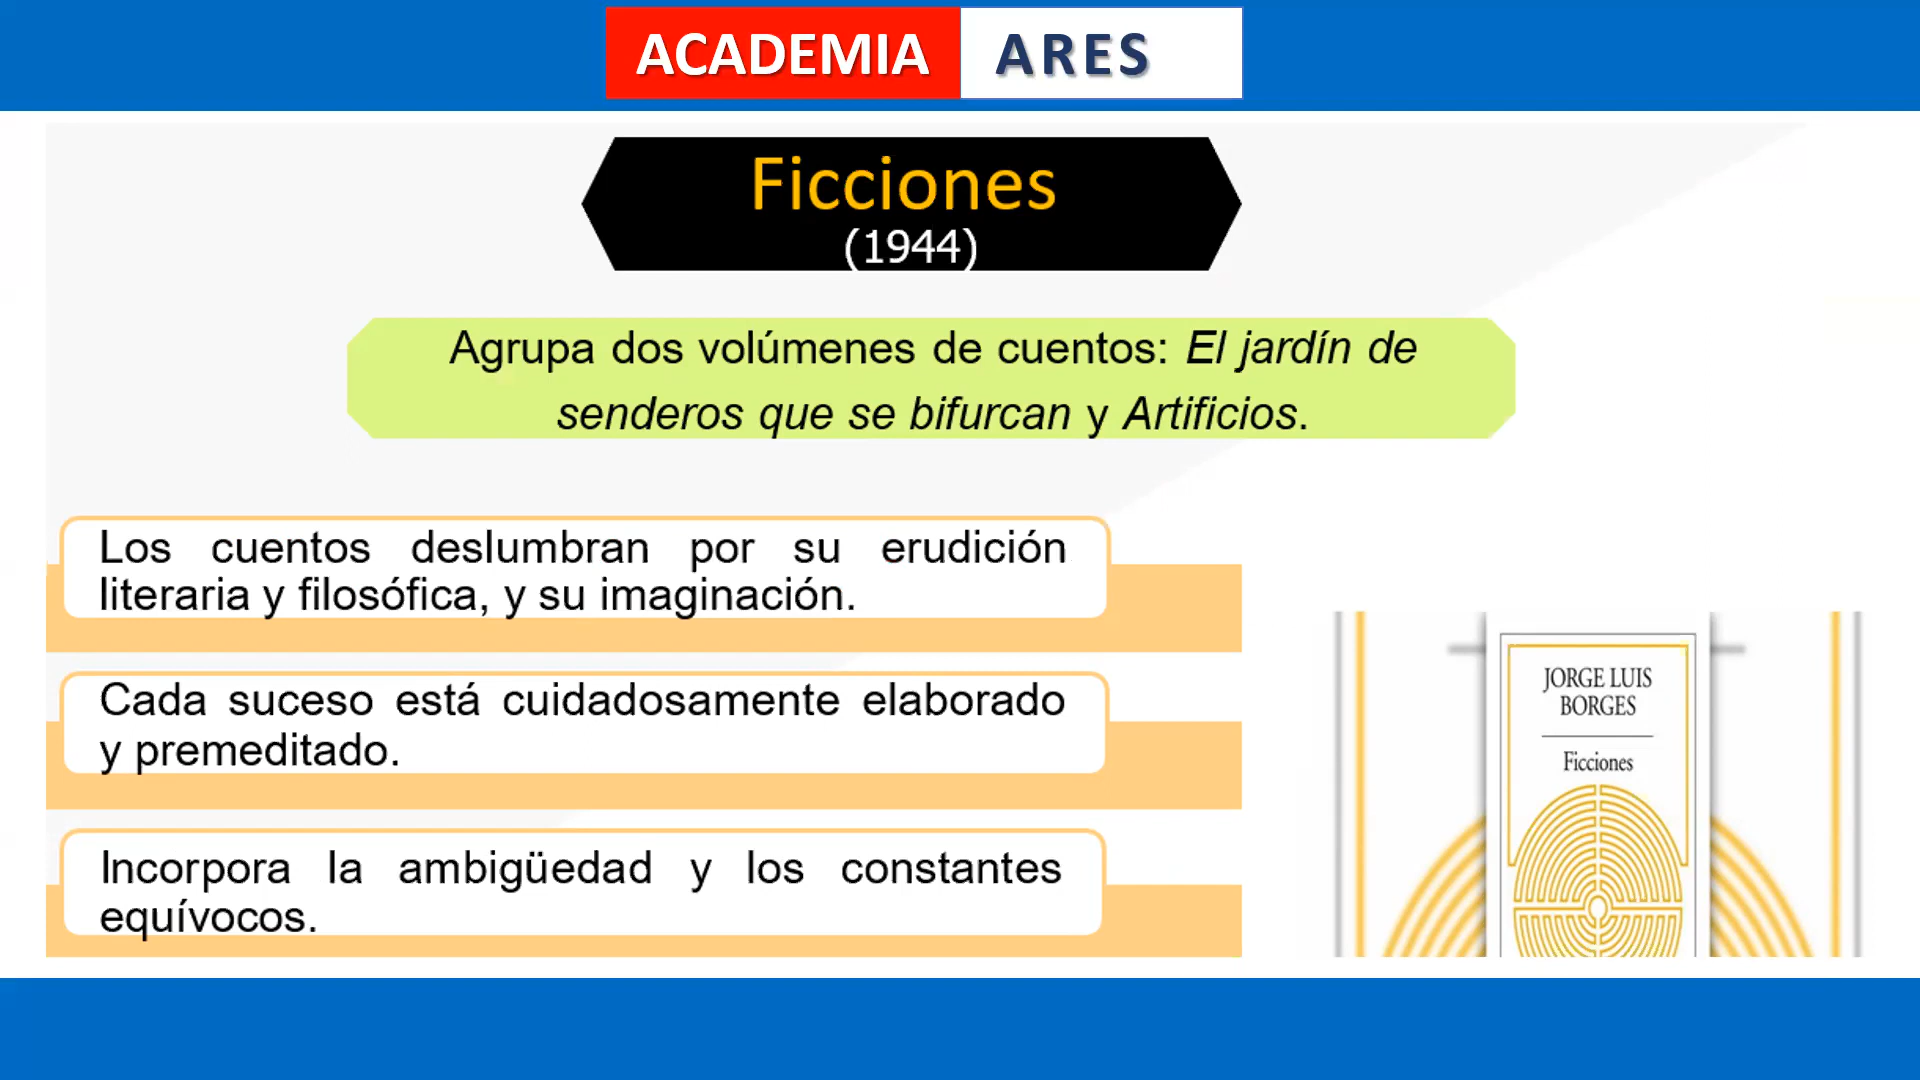 ACADEMIA ARES
Ficciones
(1944)
Agrupa dos volúmenes de cuentos: El jardín de
senderos que se bifurcan y Artificios.
Los cuentos deslumbran por su erudición
literaria y filosófica, y su imaginación.
Cada suceso está cuidadosamente elaborado
y premeditado.
Incorpora la ambigüedad y los constantes
equívocos.
JORGE LUIS
BORGES
Ficciones